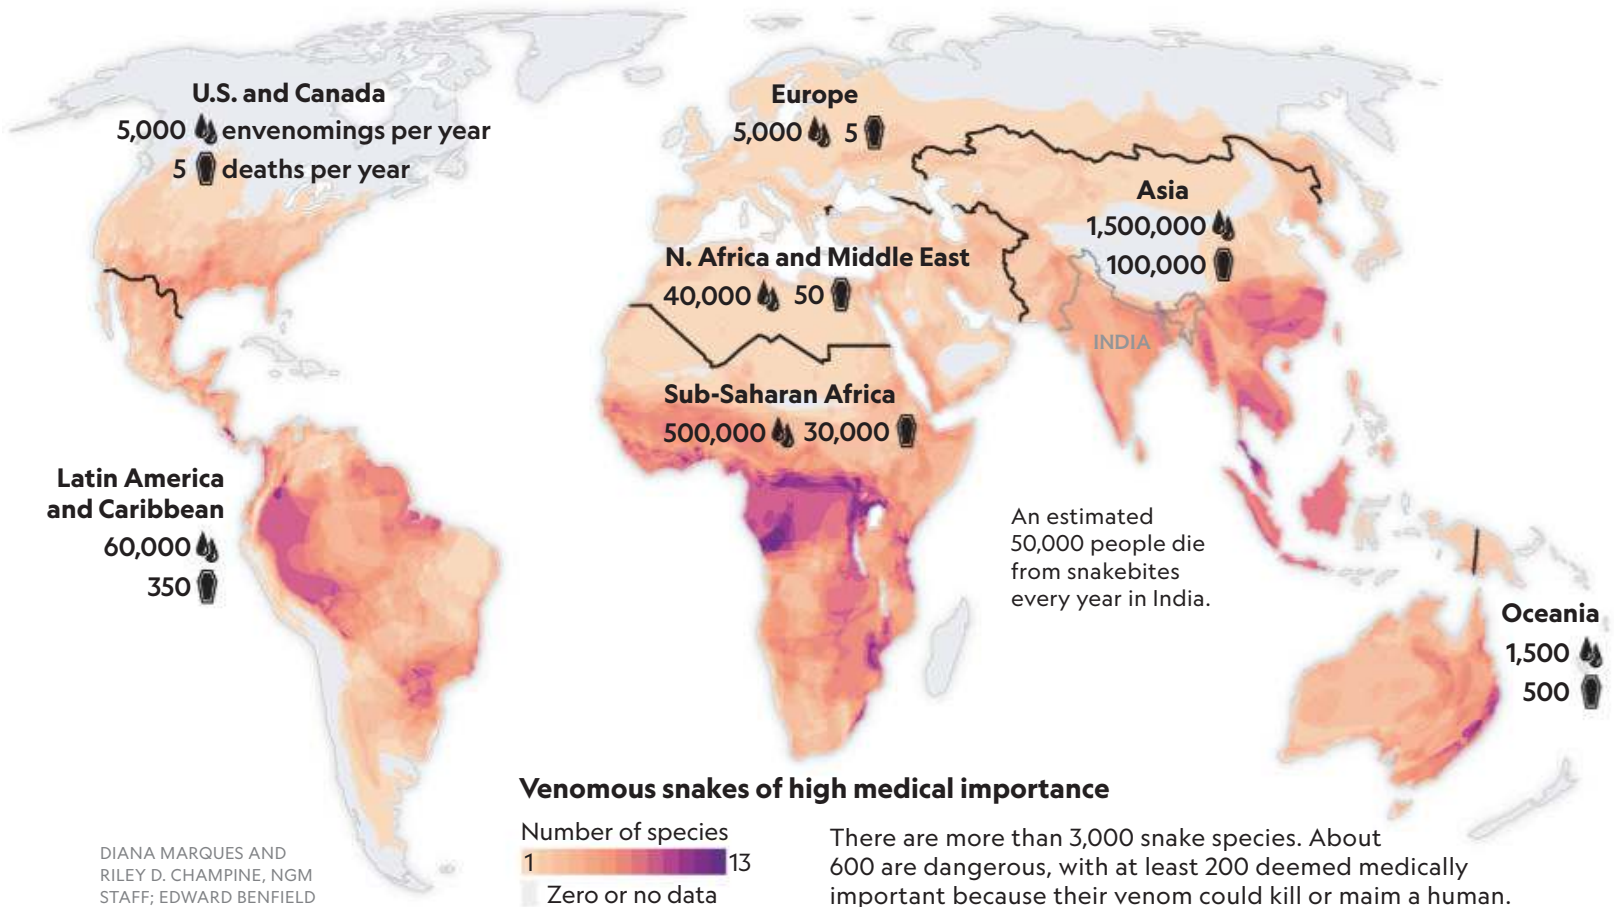 U.S. and Canada
5,000 envenomings per year
5 deaths per year
Europe
5,000 5
Asia
1,500,000
100,000
N. Africa and Middle East
40,000 50
INDIA
Sub-Saharan Africa
500,000 30,000
Latin America
and Caribbean
60,000
350
An estimated
50,000 people die
from snakebites
every year in India.
Oceania
1,500
500
Venomous snakes of high medical importance
Number of species
1 13
Zero or no data
There are more than 3,000 snake species. About
600 are dangerous, with at least 200 deemed medically
important because their venom could kill or maim a human.
DIANA MARQUES AND
RILEY D. CHAMPINE, NGM
STAFF; EDWARD BENFIELD